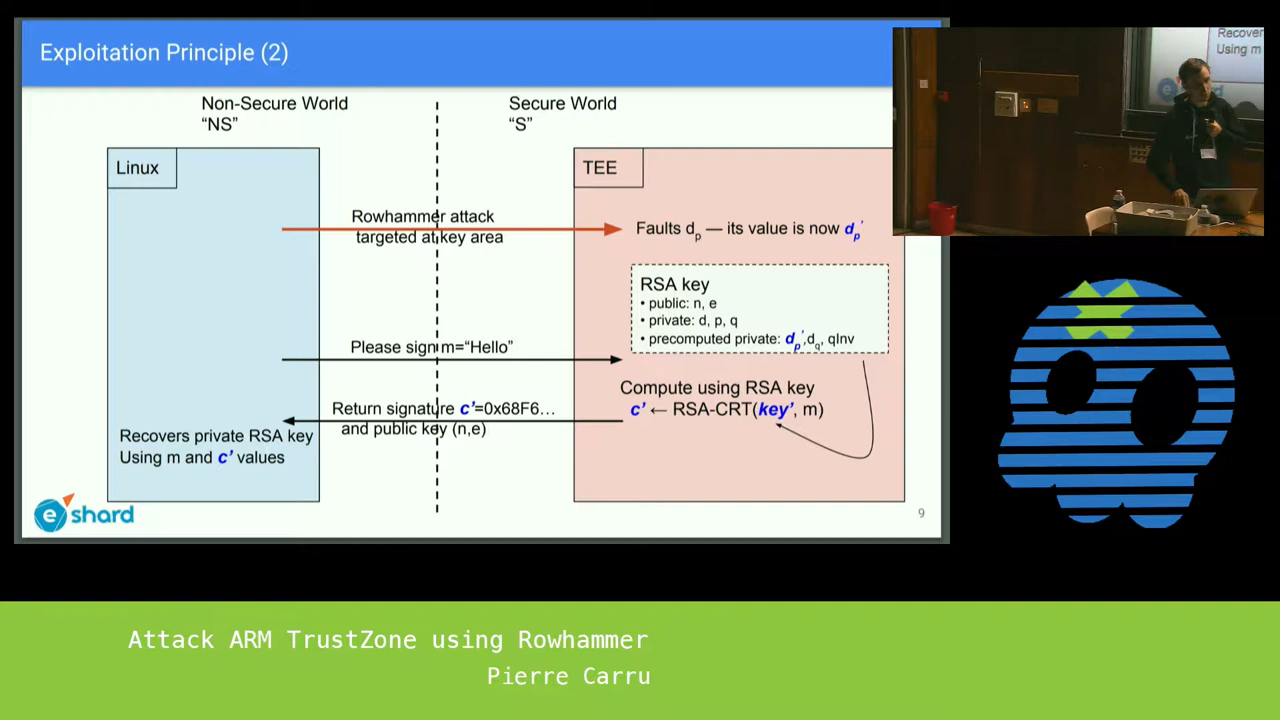 Exploitation Principle (2)
Non-Secure World
“NS”
Secure World
“S”
Linux
TEE
Rowhammer attack
targeted at key area
Faults dp — its value is now dp'
RSA key
• public: n, e
• private: d, p, q
• precomputed private: dp',dq, qInv
Please sign m=“Hello”
Compute using RSA key
c’ ← RSA-CRT(key’, m)
Return signature c’=0x68F6…
and public key (n,e)
Recovers private RSA key
Using m and c’ values
eshard
9
Recover
Using m
shard
Attack ARM TrustZone using Rowhammer
Pierre Carru